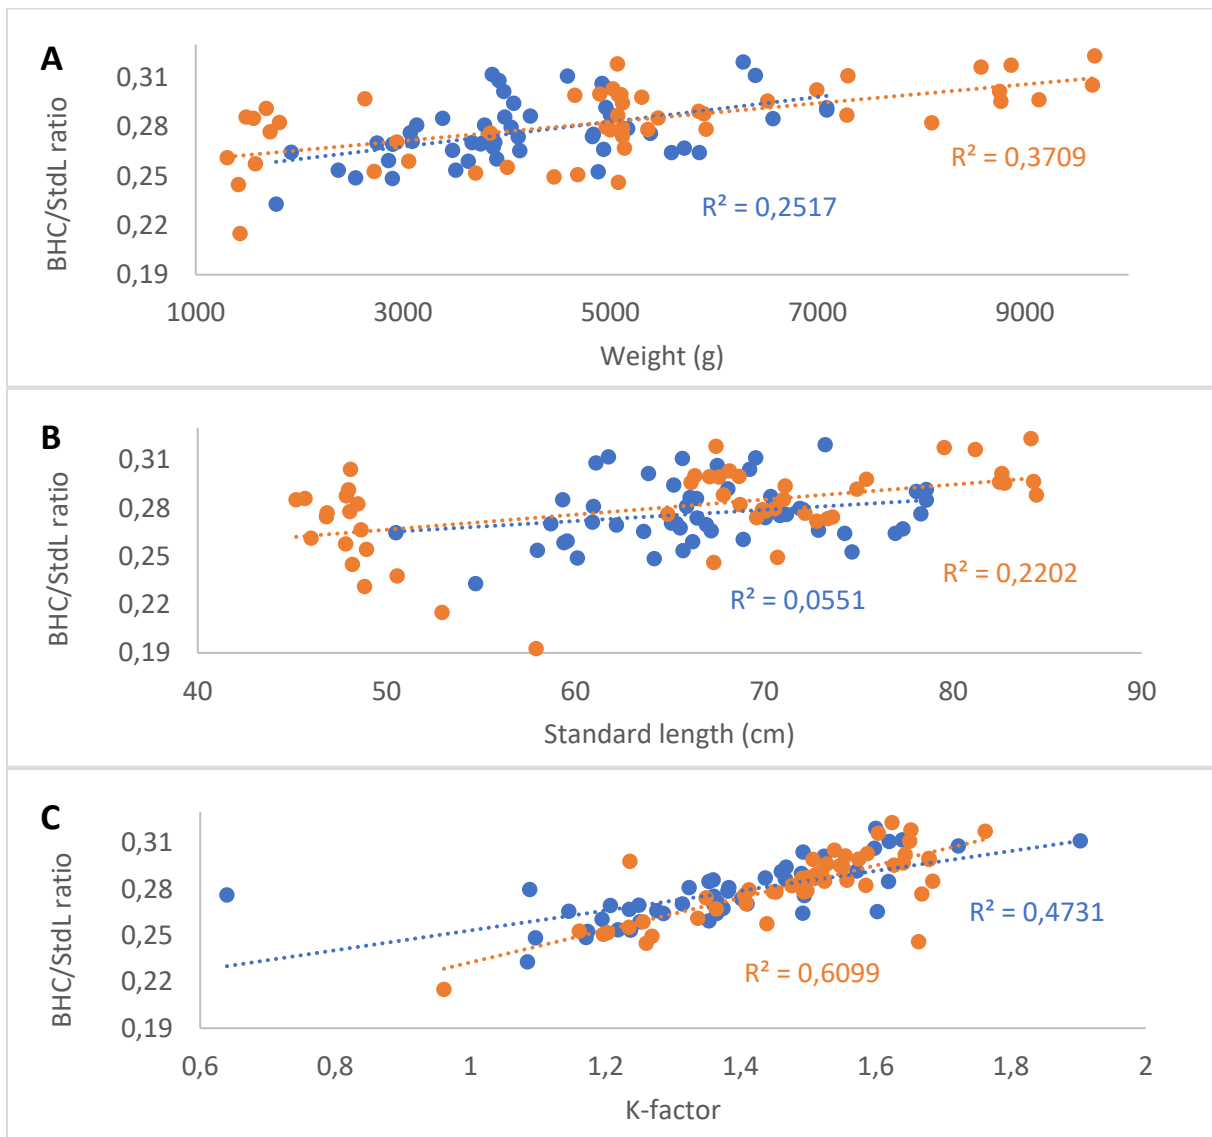 A
BHC/StdL ratio
0,31
0,28
0,25
0,22
0,19
R² = 0,3709
R² = 0,2517
1000 3000 5000 7000 9000
Weight (g)
B
BHC/StdL ratio
0,31
0,28
0,25
0,22
0,19
R² = 0,2202
R² = 0,0551
40 50 60 70 80 90
Standard length (cm)
C
BHC/StdL ratio
0,31
0,28
0,25
0,22
0,19
R² = 0,4731
R² = 0,6099
0,6 0,8 1 1,2 1,4 1,6 1,8 2
K-factor